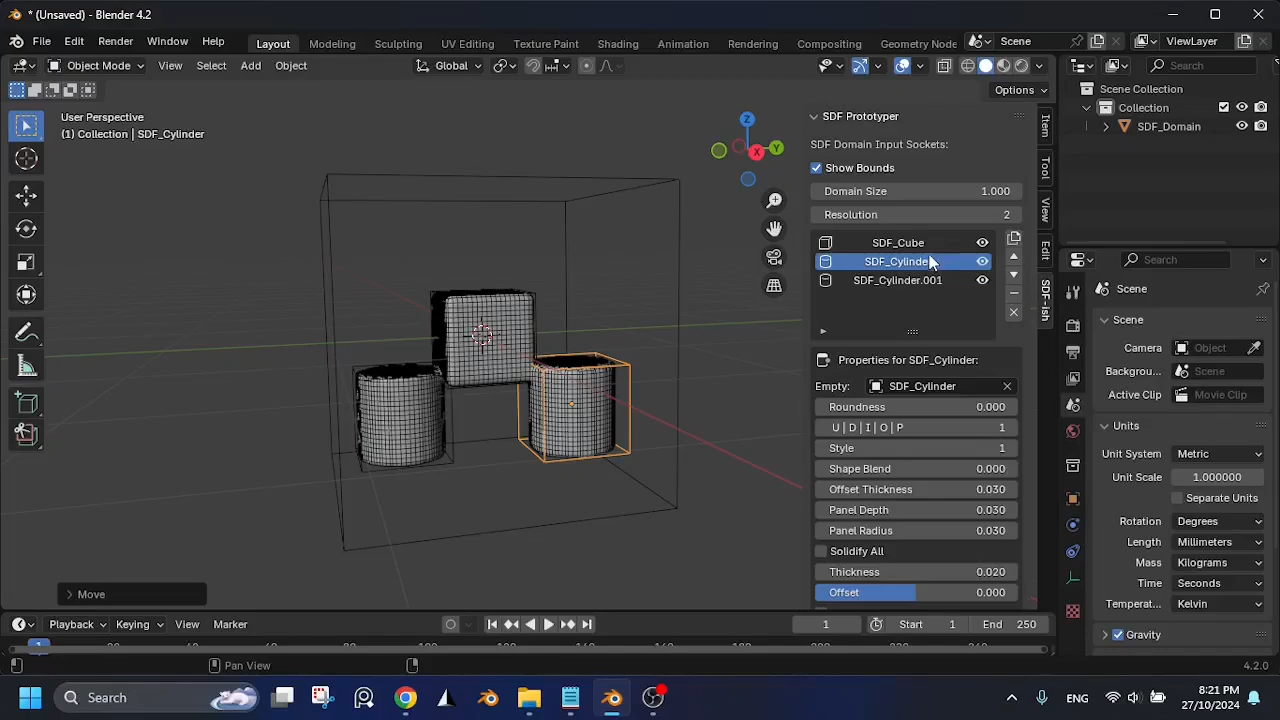 * (Unsaved) - Blender 4.2
File Edit Render Window Help
Layout Modeling Sculpting UV Editing Texture Paint Shading Animation Rendering Compositing Geometry Node
Scene ViewLayer
Object Mode View Select Add Object Global
Search
Options
User Perspective
(1) Collection | SDF_Cylinder
Z
Y
X
SDF Prototyper
SDF Domain Input Sockets:
Show Bounds
Domain Size 1.000
Resolution 2
SDF_Cube
SDF_Cylinder
SDF_Cylinder.001
Properties for SDF_Cylinder:
Empty: SDF_Cylinder
Roundness 0.000
U | D | I | O | P 1
Style 1
Shape Blend 0.000
Offset Thickness 0.030
Panel Depth 0.030
Panel Radius 0.030
Solidify All
Thickness 0.020
Offset 0.000
Item
Tool
View
Edit
SDF-ish
Scene Collection
Collection
SDF_Domain
Search
Scene
Scene
Camera Object
Backgrou... Scene
Active Clip Movie Clip
Units
Unit System Metric
Unit Scale 1.000000
Separate Units
Rotation Degrees
Length Millimeters
Mass Kilograms
Time Seconds
Temperat... Kelvin
Gravity
Move
Playback Keying View Marker
1 Start 1 End 250
Pan View
4.2.0
Search
ENG
8:21 PM
27/10/2024